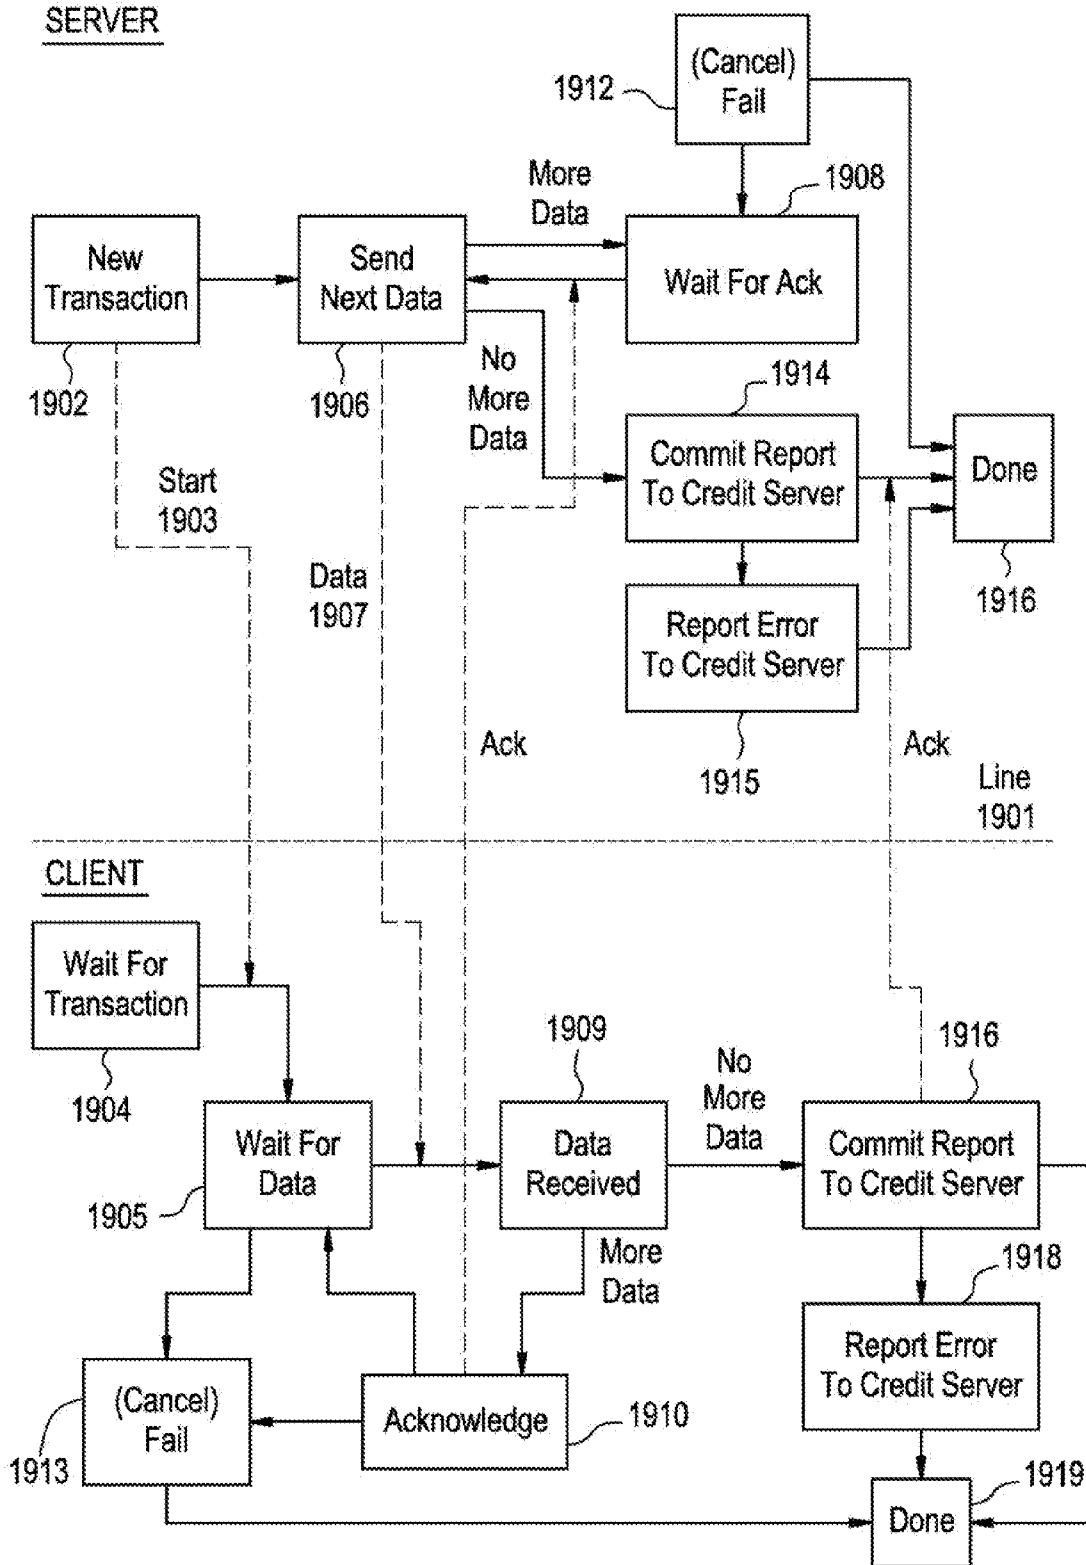 SERVER
(Cancel)
Fail
1912
More
Data
1908
New
Transaction
Send
Next Data
Wait For Ack
1902
1906
No
More
Data
1914
Commit Report
To Credit Server
Done
Start
1903
Data
1907
Report Error
To Credit Server
1916
1915
Ack
Ack
Line
1901
CLIENT
Wait For
Transaction
1904
1909
No
More
Data
1916
Wait For
Data
Data
Received
Commit Report
To Credit Server
1905
More
Data
1918
Report Error
To Credit Server
(Cancel)
Fail
Acknowledge
1910
1913
1919
Done